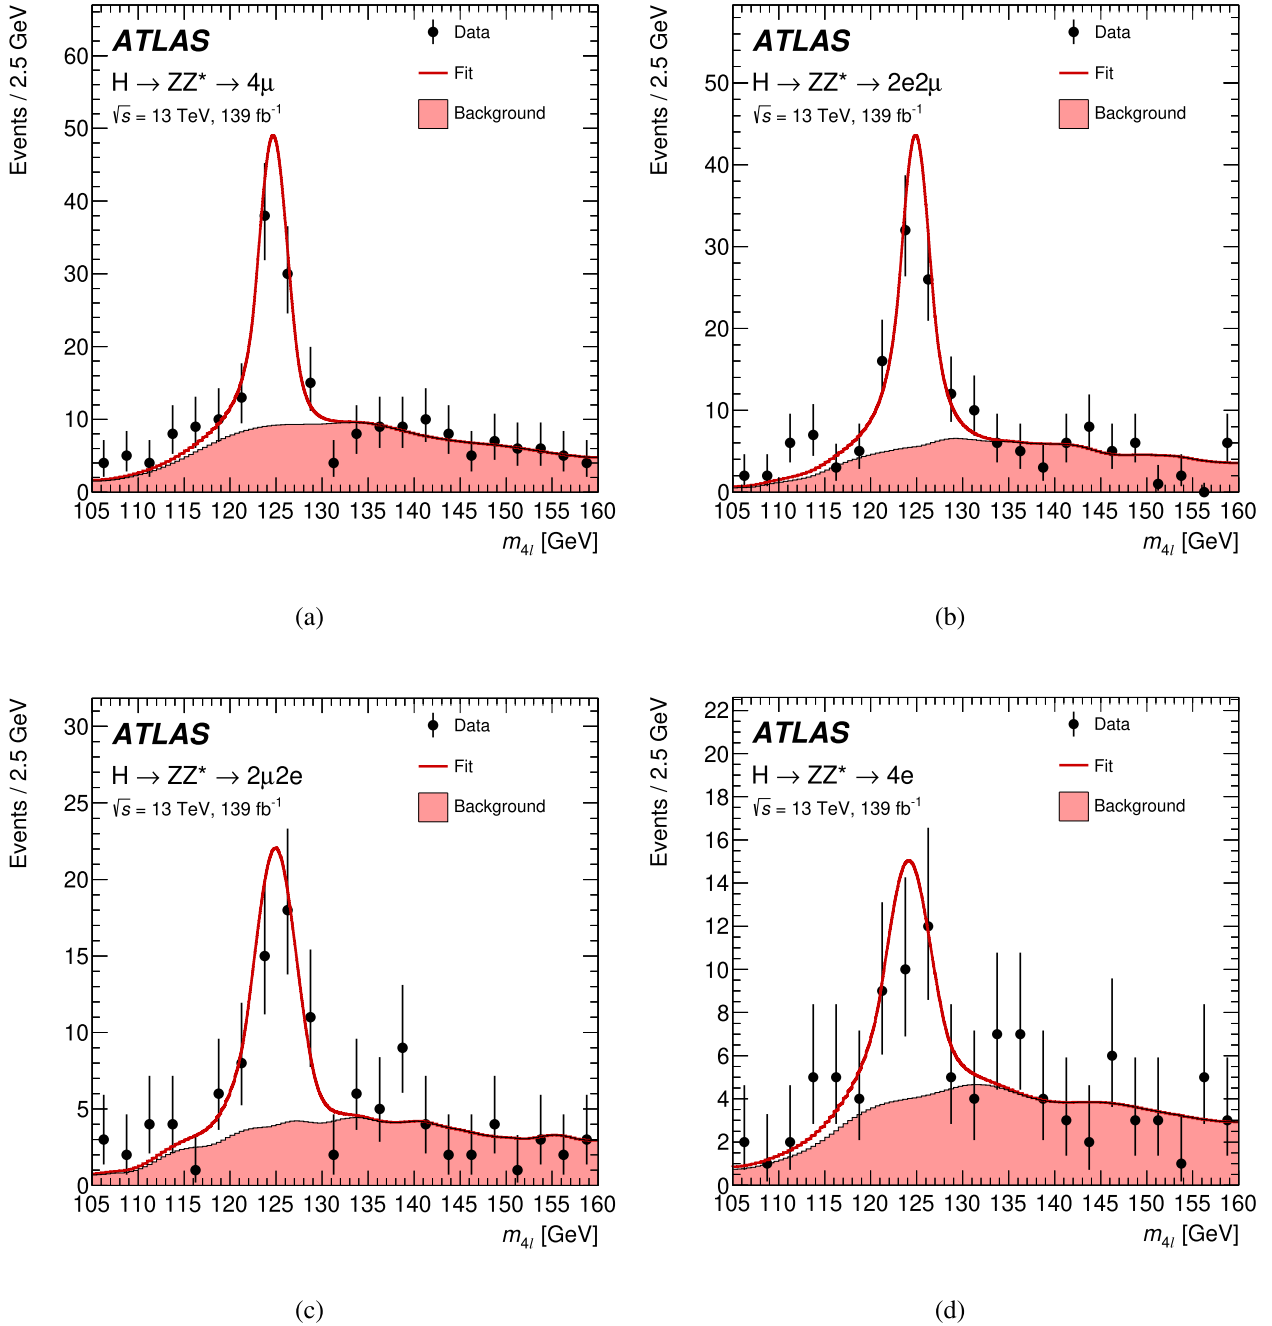 Events / 2.5 GeV
60
50
40
30
20
10
0
ATLAS
H → ZZ* → 4μ
√s = 13 TeV, 139 fb⁻¹
Data
Fit
Background
105 110 115 120 125 130 135 140 145 150 155 160
m₄ₗ [GeV]
(a)
Events / 2.5 GeV
50
40
30
20
10
0
ATLAS
H → ZZ* → 2e2μ
√s = 13 TeV, 139 fb⁻¹
Data
Fit
Background
105 110 115 120 125 130 135 140 145 150 155 160
m₄ₗ [GeV]
(b)
Events / 2.5 GeV
30
25
20
15
10
5
0
ATLAS
H → ZZ* → 2μ2e
√s = 13 TeV, 139 fb⁻¹
Data
Fit
Background
105 110 115 120 125 130 135 140 145 150 155 160
m₄ₗ [GeV]
(c)
Events / 2.5 GeV
22
20
18
16
14
12
10
8
6
4
2
0
ATLAS
H → ZZ* → 4e
√s = 13 TeV, 139 fb⁻¹
Data
Fit
Background
105 110 115 120 125 130 135 140 145 150 155 160
m₄ₗ [GeV]
(d)